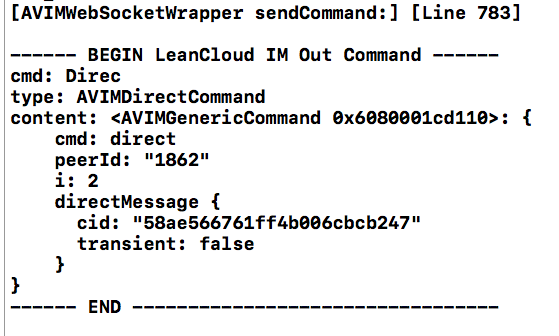 [AVIMWebSocketWrapper sendCommand:] [Line 783]
------ BEGIN LeanCloud IM Out Command ------
cmd: Direc
type: AVIMDirectCommand
content: <AVIMGenericCommand 0x6080001cd110>: {
    cmd: direct
    peerId: "1862"
    i: 2
    directMessage {
      cid: "58ae566761ff4b006cbcb247"
      transient: false
    }
}
------ END ---------------------------------